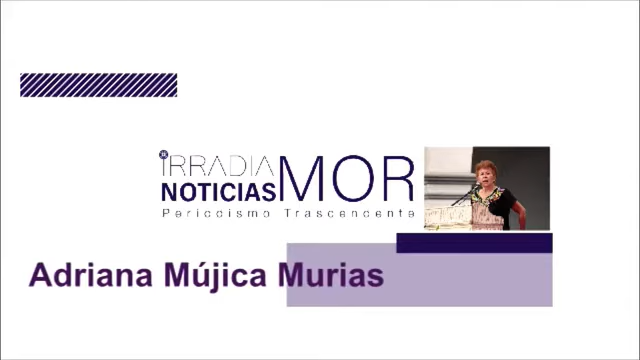 IRRADIA
NOTICIAS MOR
Periodismo Trascendente
Adriana Mújica Murias